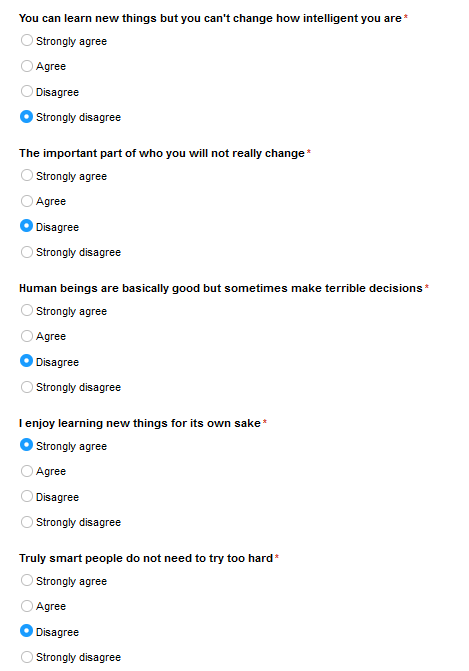 You can learn new things but you can't change how intelligent you are*
Strongly agree
Agree
Disagree
Strongly disagree
The important part of who you will not really change*
Strongly agree
Agree
Disagree
Strongly disagree
Human beings are basically good but sometimes make terrible decisions*
Strongly agree
Agree
Disagree
Strongly disagree
I enjoy learning new things for its own sake*
Strongly agree
Agree
Disagree
Strongly disagree
Truly smart people do not need to try too hard*
Strongly agree
Agree
Disagree
Strongly disagree